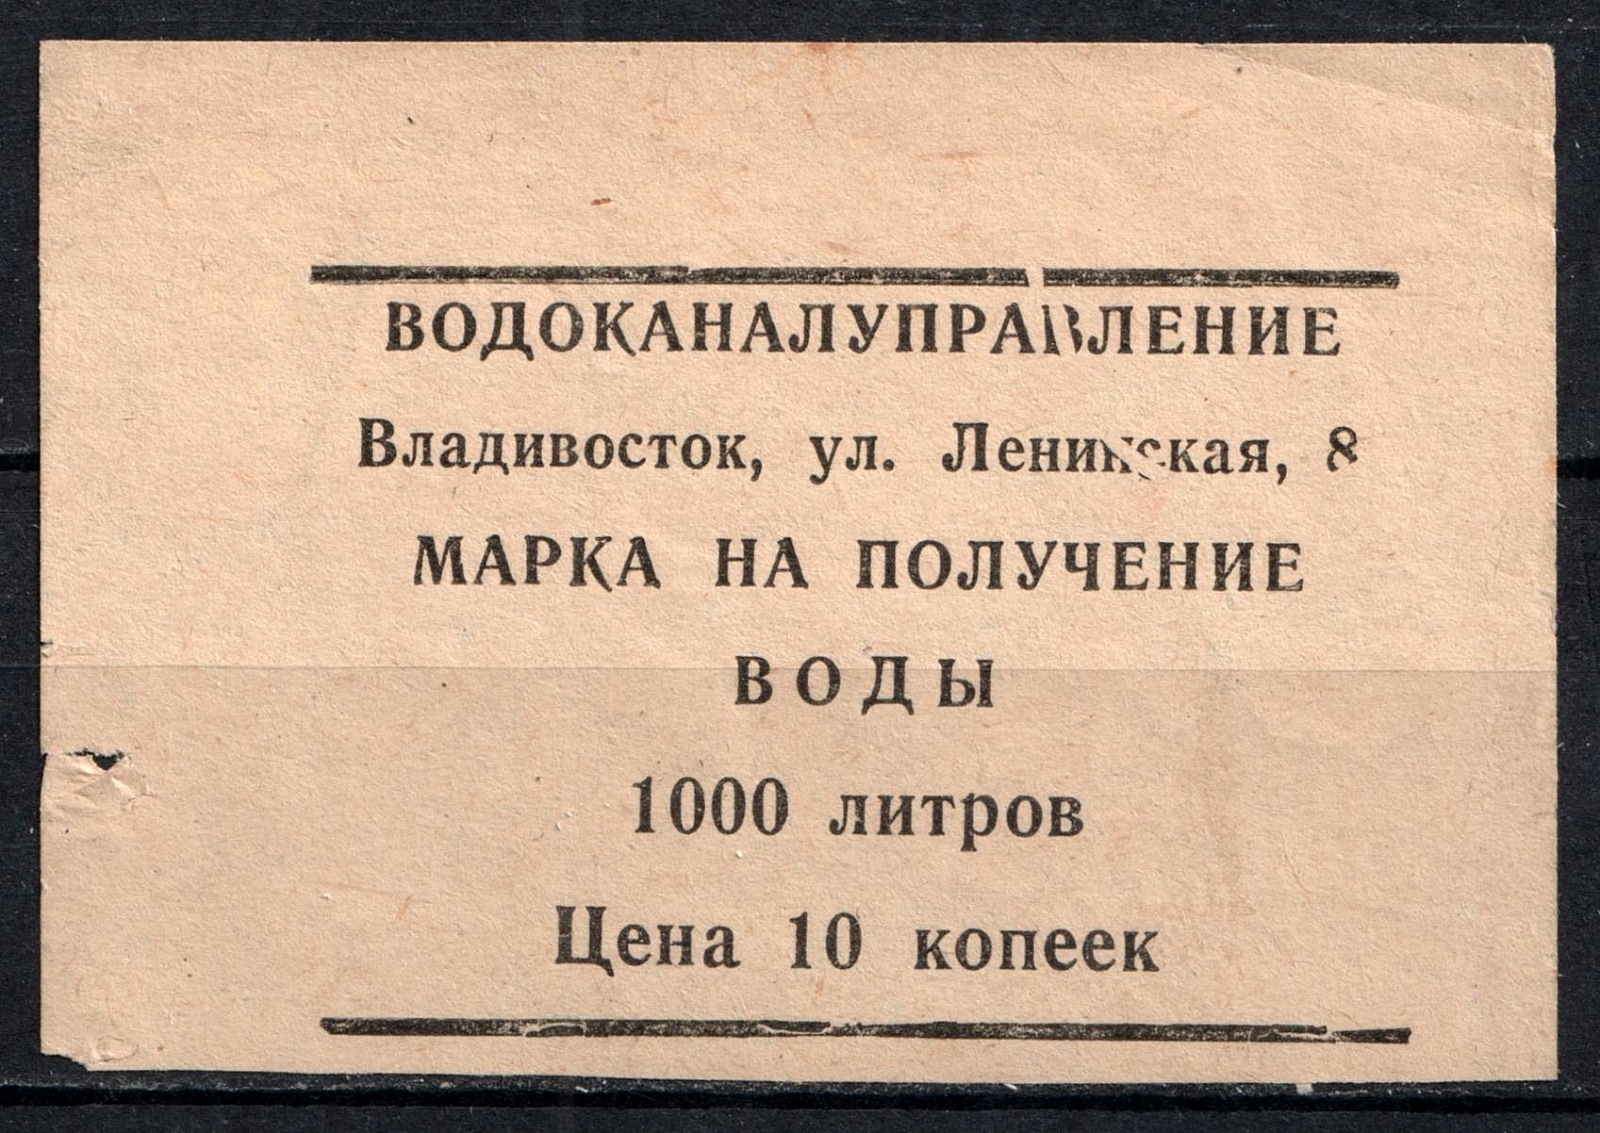 ВОДОКАНАЛУПРАВЛЕНИЕ
Владивосток, ул. Ленинская, 8
МАРКА НА ПОЛУЧЕНИЕ
ВОДЫ
1000 литров
Цена 10 копеек